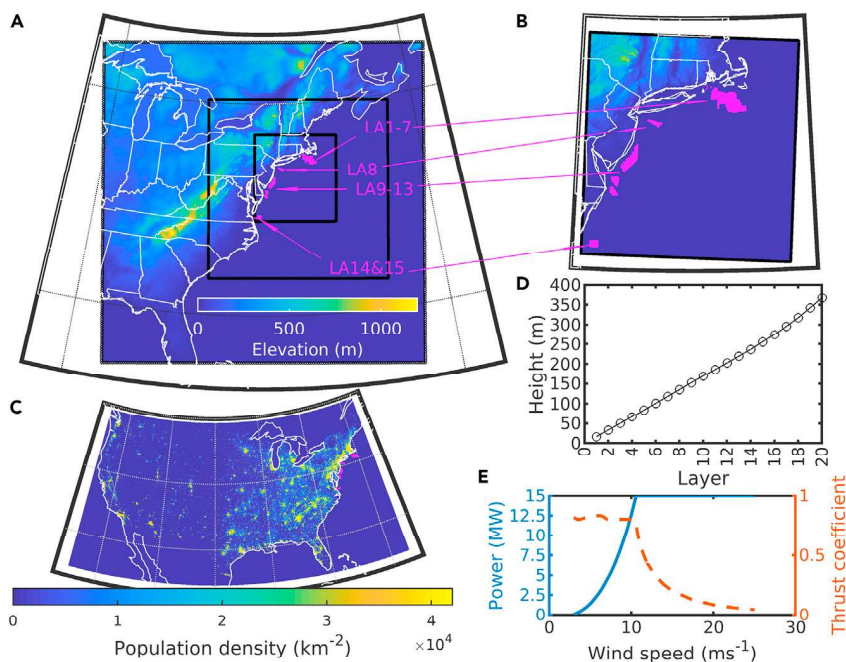 A
B
LA1-7
LA8
LA9-13
LA14&15
0 500 1000
Elevation (m)
C
0 1 2 3 4
Population density (km-2)
×10⁴
D
400
350
300
250
200
150
100
50
0
Height (m)
0 2 4 6 8 10 12 14 16 18 20
Layer
E
15
12.5
10
7.5
5
2.5
0
Power (MW)
1
0.5
0
Thrust coefficient
0 10 20 30
Wind speed (ms-1)